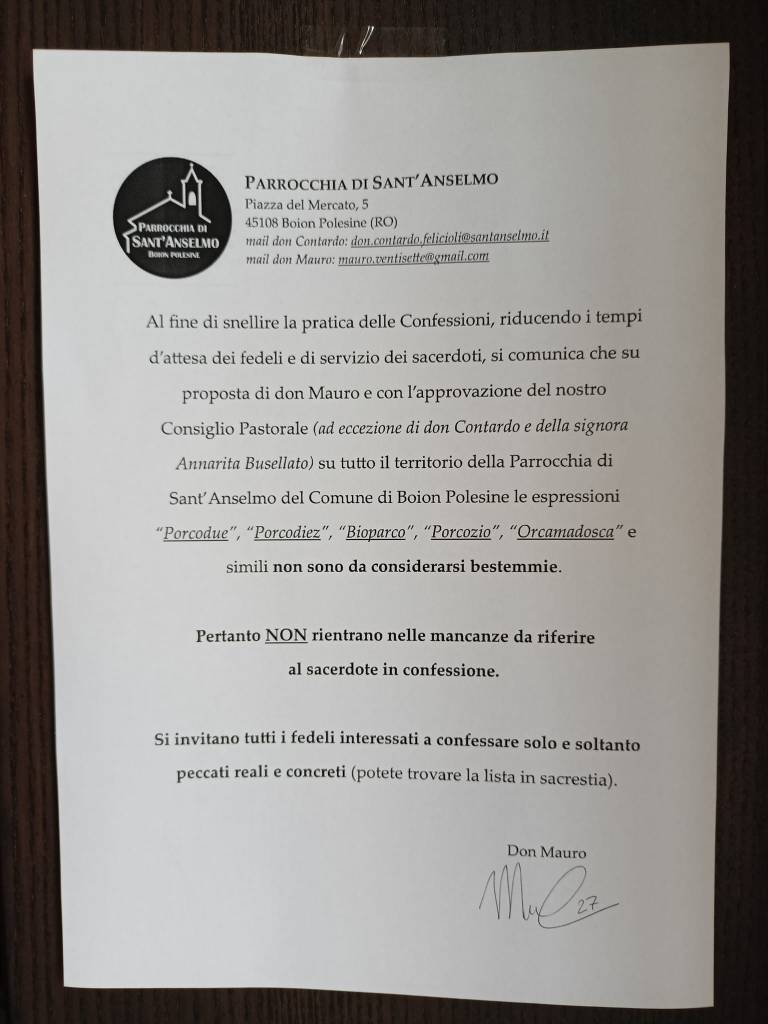 PARROCCHIA DI
SANT'ANSELMO
BOION POLESINE
PARROCCHIA DI SANT'ANSELMO
Piazza del Mercato, 5
45108 Boion Polesine (RO)
mail don Contardo: don.contardo.felicioli@santanselmo.it
mail don Mauro: mauro.ventisette@gmail.com
Al fine di snellire la pratica delle Confessioni, riducendo i tempi
d'attesa dei fedeli e di servizio dei sacerdoti, si comunica che su
proposta di don Mauro e con l'approvazione del nostro
Consiglio Pastorale (ad eccezione di don Contardo e della signora
Annarita Busellato) su tutto il territorio della Parrocchia di
Sant'Anselmo del Comune di Boion Polesine le espressioni
"Porcodue", "Porcodiez", "Bioparco", "Porcozio", "Orcamadosca" e
simili non sono da considerarsi bestemmie.
Pertanto NON rientrano nelle mancanze da riferire
al sacerdote in confessione.
Si invitano tutti i fedeli interessati a confessare solo e soltanto
peccati reali e concreti (potete trovare la lista in sacrestia).
Don Mauro
27